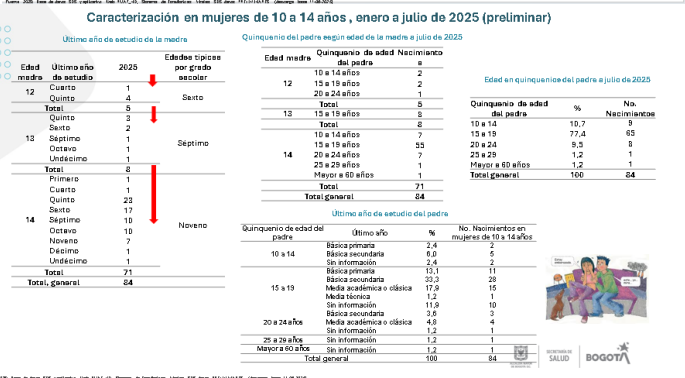 Caracterización en mujeres de 10 a 14 años , enero a julio de 2025 (preliminar)
Último año de estudio de la madre
Edad madre Último año de estudio 2025 Edades típicas por grado escolar
12 Cuarto 1 Sexto
Quinto 4
Total 5
13 Quinto 3 Séptimo
Sexto 2
Séptimo 1
Octavo 1
Undécimo 1
Total 8
14 Primero 1 Noveno
Cuarto 1
Quinto 23
Sexto 17
Séptimo 10
Octavo 10
Noveno 7
Décimo 1
Undécimo 1
Total 71
Total, general 84
Quinquenio del padre según edad de la madre a julio de 2025
Edad madre Quinquenio de edad del padre Nacimientos
12 10 a 14 años 2
15 a 19 años 2
20 a 24 años 1
Total 5
13 15 a 19 años 8
Total 8
14 10 a 14 años 7
15 a 19 años 55
20 a 24 años 7
25 a 29 años 1
Mayor a 60 años 1
Total 71
Total general 84
Edad en quinquenios del padre a julio de 2025
Quinquenio de edad del padre % No. Nacimientos
10 a 14 10,7 9
15 a 19 77,4 65
20 a 24 9,5 8
25 a 29 1,2 1
Mayor a 60 años 1,2 1
Total general 100 84
Último año de estudio del padre
Quinquenio de edad del padre Último año % No. Nacimientos en mujeres de 10 a 14 años
10 a 14 Básica primaria 2,4 2
Básica secundaria 6,0 5
Sin información 2,4 2
15 a 19 Básica primaria 13,1 11
Básica secundaria 33,3 28
Media académica o clásica 17,9 15
Media técnica 1,2 1
Sin información 11,9 10
20 a 24 años Básica secundaria 3,6 3
Media académica o clásica 4,8 4
Sin información 1,2 1
25 a 29 años Sin información 1,2 1
Mayor a 60 años Sin información 1,2 1
Total general 100 84
SECRETARÍA DE
SALUD
BOGOTÁ